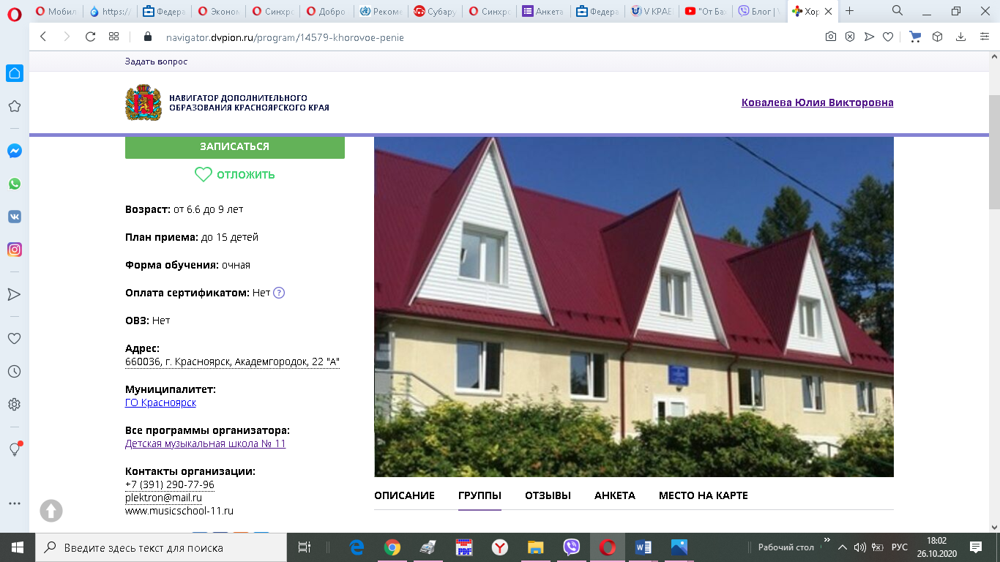 Мобил
https://
Федера
Эконом
Синхро
Добро
Рекоме
Субару
Синхро
Анкета
Федера
V КРАЕ
"От Бах
Блог | V
Хор
navigator.dvpion.ru/program/14579-khorovoe-penie
Задать вопрос
НАВИГАТОР ДОПОЛНИТЕЛЬНОГО
ОБРАЗОВАНИЯ КРАСНОЯРСКОГО КРАЯ
Ковалева Юлия Викторовна
ЗАПИСАТЬСЯ
ОТЛОЖИТЬ
Возраст: от 6.6 до 9 лет
План приема: до 15 детей
Форма обучения: очная
Оплата сертификатом: Нет ?
ОВЗ: Нет
Адрес:
660036, г. Красноярск, Академгородок, 22 "А"
Муниципалитет:
ГО Красноярск
Все программы организатора:
Детская музыкальная школа № 11
Контакты организации:
+7 (391) 290-77-96
plektron@mail.ru
www.musicschool-11.ru
ОПИСАНИЕ ГРУППЫ ОТЗЫВЫ АНКЕТА МЕСТО НА КАРТЕ
Введите здесь текст для поиска
Рабочий стол
РУС
18:02
26.10.2020